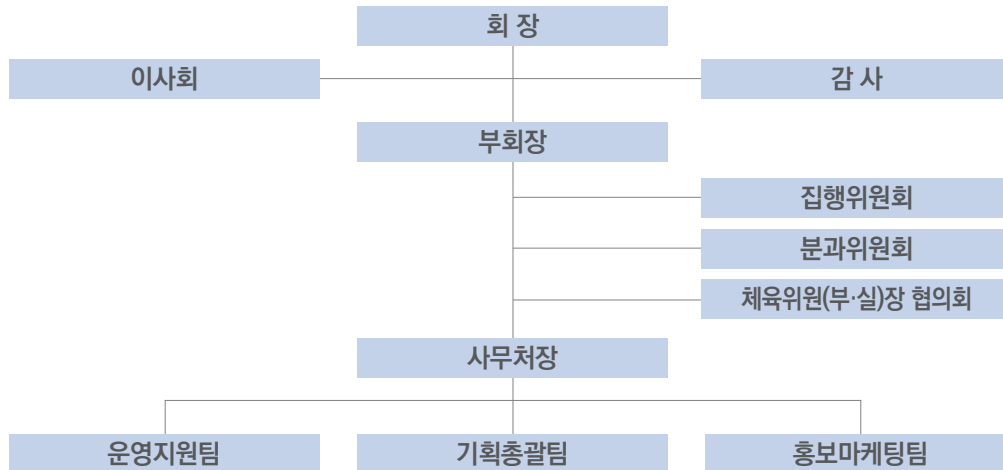 회 장
이사회
감 사
부회장
집행위원회
분과위원회
체육위원(부·실)장 협의회
사무처장
운영지원팀
기획총괄팀
홍보마케팅팀